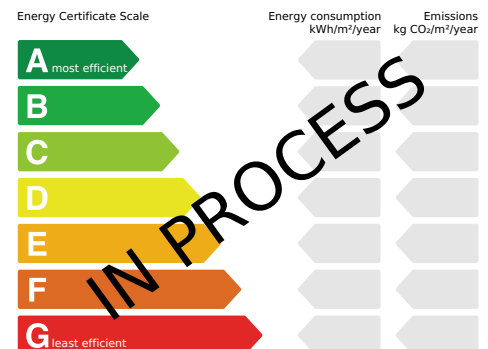 Energy Certificate Scale
Energy consumption
kWh/m²/year
Emissions
kg CO₂/m²/year
A most efficient
B
C
D
E
F
G least efficient
IN PROCESS